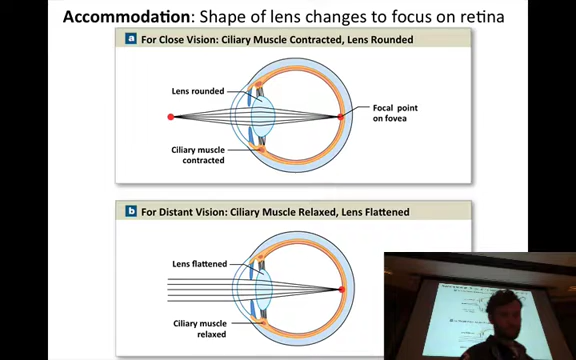 Accommodation: Shape of lens changes to focus on retina
a For Close Vision: Ciliary Muscle Contracted, Lens Rounded
Lens rounded
Focal point
on fovea
Ciliary muscle
contracted
b For Distant Vision: Ciliary Muscle Relaxed, Lens Flattened
Lens flattened
Ciliary muscle
relaxed